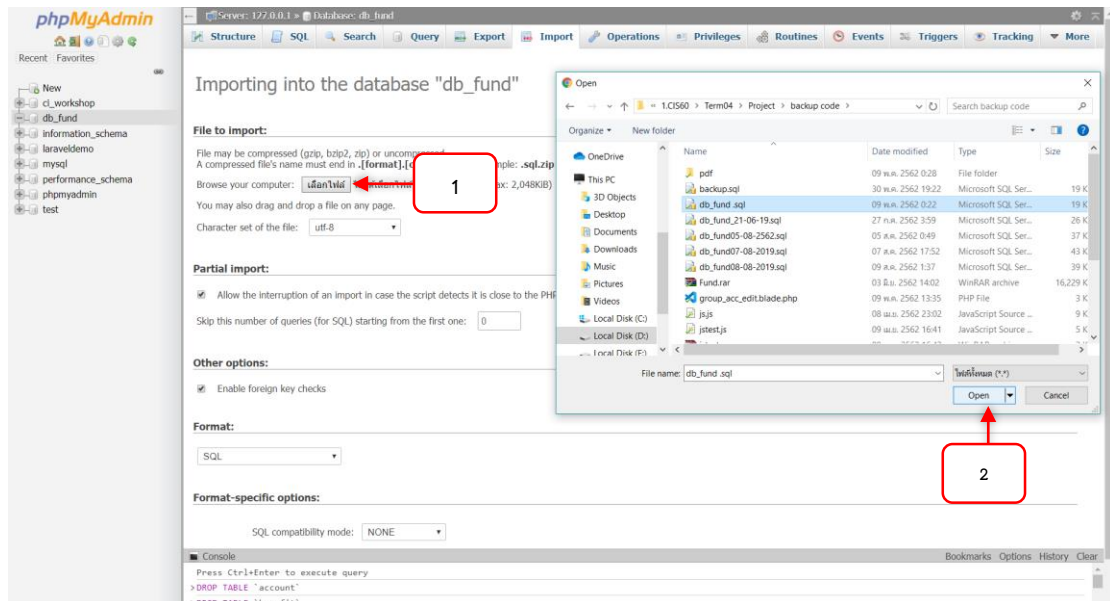 phpMyAdmin
Recent Favorites
New
ci_workshop
db_fund
information_schema
laraveldemo
mysql
performance_schema
phpmyadmin
test
Server: 127.0.0.1 » Database: db_fund
Structure SQL Search Query Export Import Operations Privileges Routines Events Triggers Tracking More
Importing into the database "db_fund"
File to import:
File may be compressed (gzip, bzip2, zip) or uncompressed.
A compressed file's name must end in .[format].[c mple: .sql.zip
Browse your computer: เลือกไฟล์ ax: 2,048KiB)
You may also drag and drop a file on any page.
Character set of the file: utf-8
Partial import:
Allow the interruption of an import in case the script detects it is close to the PHP
Skip this number of queries (for SQL) starting from the first one: 0
Other options:
Enable foreign key checks
Format:
SQL
Format-specific options:
SQL compatibility mode: NONE
Console
Bookmarks Options History Clear
Press Ctrl+Enter to execute query
>DROP TABLE `account`
1
Open
« 1.CIS60 > Term04 > Project > backup code >
Search backup code
Organize New folder
OneDrive
This PC
3D Objects
Desktop
Documents
Downloads
Music
Pictures
Videos
Local Disk (C:)
Local Disk (D:)
Local Disk (F:)
Name Date modified Type Size
pdf 09 พ.ค. 2562 0:28 File folder
backup.sql 30 พ.ค. 2562 19:22 Microsoft SQL Ser... 19 K
db_fund .sql 09 พ.ค. 2562 0:22 Microsoft SQL Ser... 19 K
db_fund_21-06-19.sql 27 ก.ค. 2562 3:59 Microsoft SQL Ser... 26 K
db_fund05-08-2562.sql 05 ส.ค. 2562 0:49 Microsoft SQL Ser... 37 K
db_fund07-08-2019.sql 07 ส.ค. 2562 17:52 Microsoft SQL Ser... 43 K
db_fund08-08-2019.sql 09 ส.ค. 2562 1:37 Microsoft SQL Ser... 39 K
Fund.rar 03 มิ.ย. 2562 14:02 WinRAR archive 16,229 K
group_acc_edit.blade.php 09 พ.ค. 2562 13:35 PHP File 3 K
js.js 08 เม.ย. 2562 23:02 JavaScript Source ... 9 K
jstest.js 09 เม.ย. 2562 16:41 JavaScript Source ... 5 K
File name: db_fund .sql
ไฟล์ทั้งหมด (*.*)
Open Cancel
2